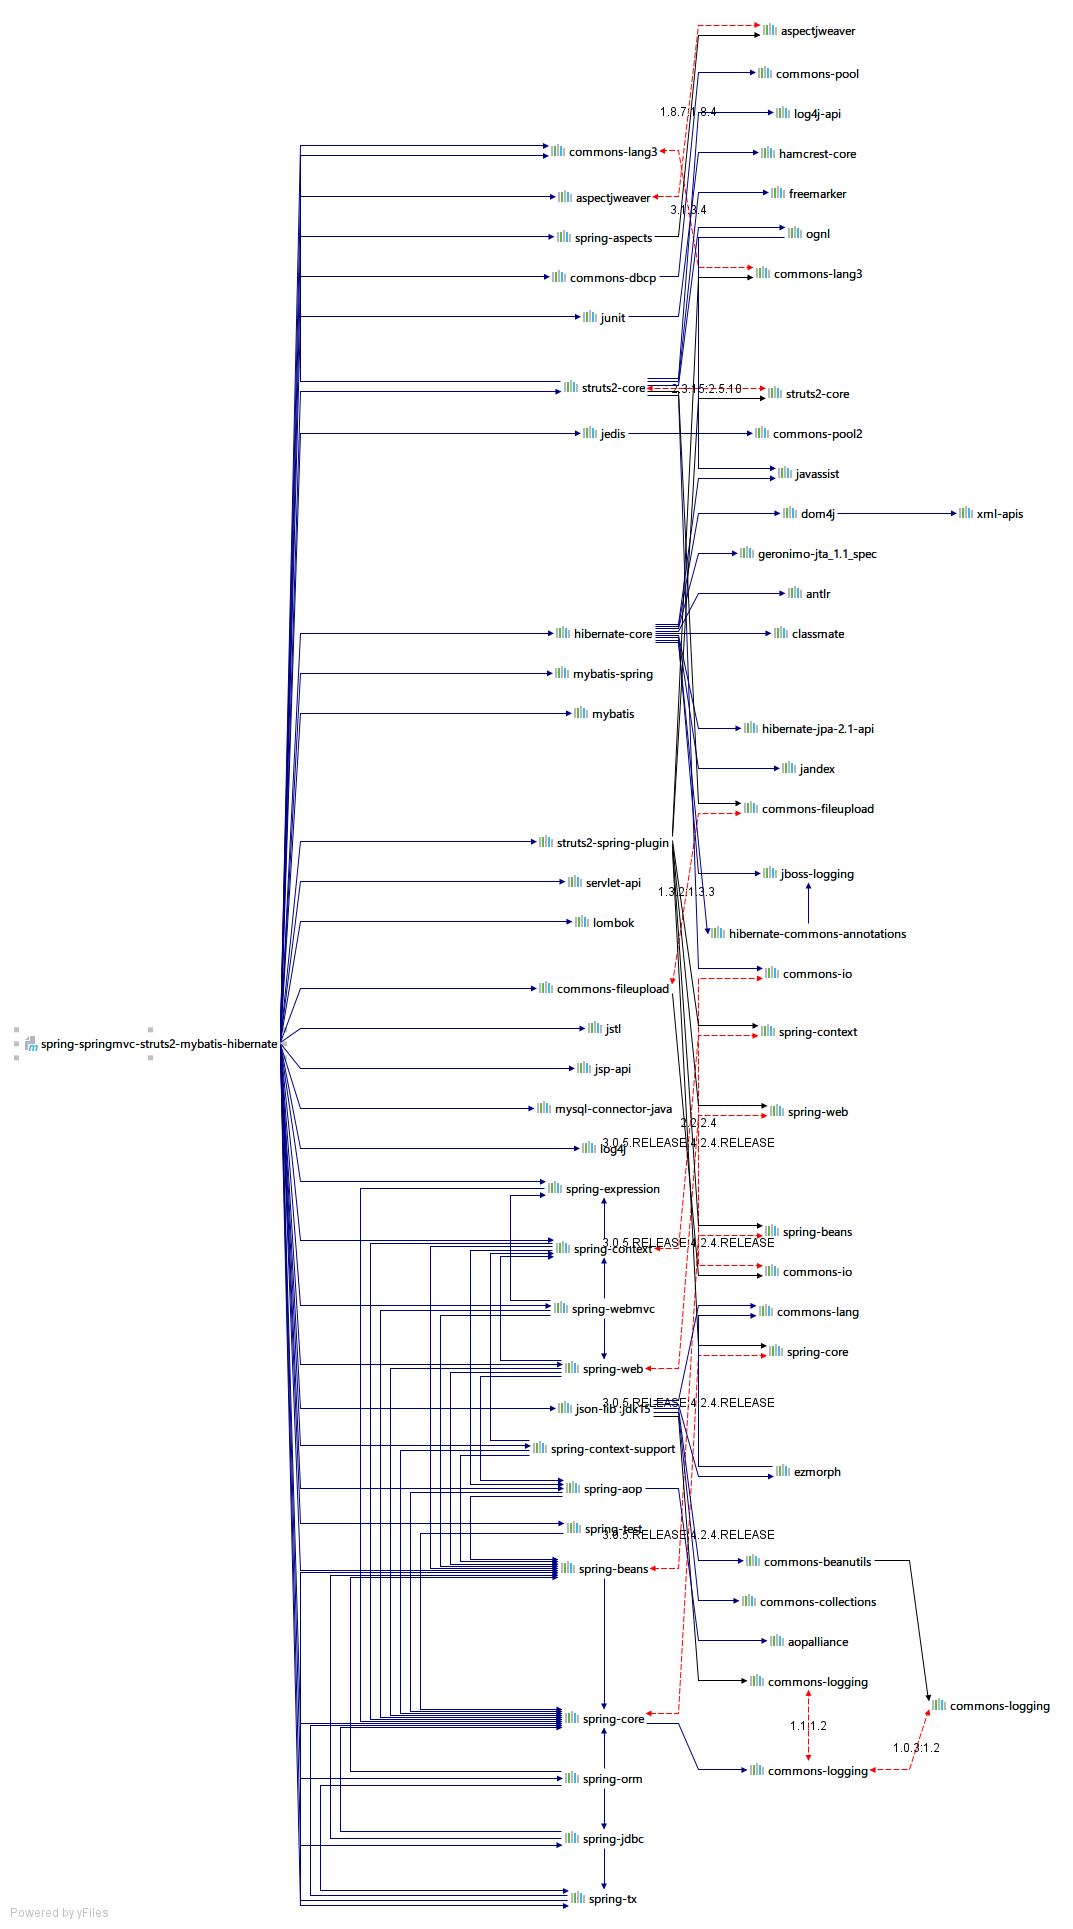 aspectjweaver
commons-pool
1.8.7:1.8.4
log4j-api
commons-lang3
hamcrest-core
aspectjweaver
freemarker
3.1:3.4
spring-aspects
ognl
commons-dbcp
commons-lang3
junit
struts2-core
2.3.15:2.5.10
struts2-core
jedis
commons-pool2
javassist
dom4j
xml-apis
geronimo-jta_1.1_spec
antlr
hibernate-core
classmate
mybatis-spring
mybatis
hibernate-jpa-2.1-api
jandex
commons-fileupload
struts2-spring-plugin
jboss-logging
servlet-api
1.3.2:1.3.3
lombok
hibernate-commons-annotations
commons-io
commons-fileupload
jstl
spring-context
spring-springmvc-struts2-mybatis-hibernate
jsp-api
mysql-connector-java
spring-web
2.2:2.4
log4j
3.0.5.RELEASE:4.2.4.RELEASE
spring-expression
spring-beans
spring-context
3.0.5.RELEASE:4.2.4.RELEASE
commons-io
spring-webmvc
commons-lang
spring-core
spring-web
json-lib:jdk15
3.0.5.RELEASE:4.2.4.RELEASE
spring-context-support
ezmorph
spring-aop
spring-test
3.0.5.RELEASE:4.2.4.RELEASE
commons-beanutils
spring-beans
commons-collections
aopalliance
commons-logging
commons-logging
spring-core
1.1:1.2
1.0.3:1.2
commons-logging
spring-orm
spring-jdbc
spring-tx
Powered by yFiles